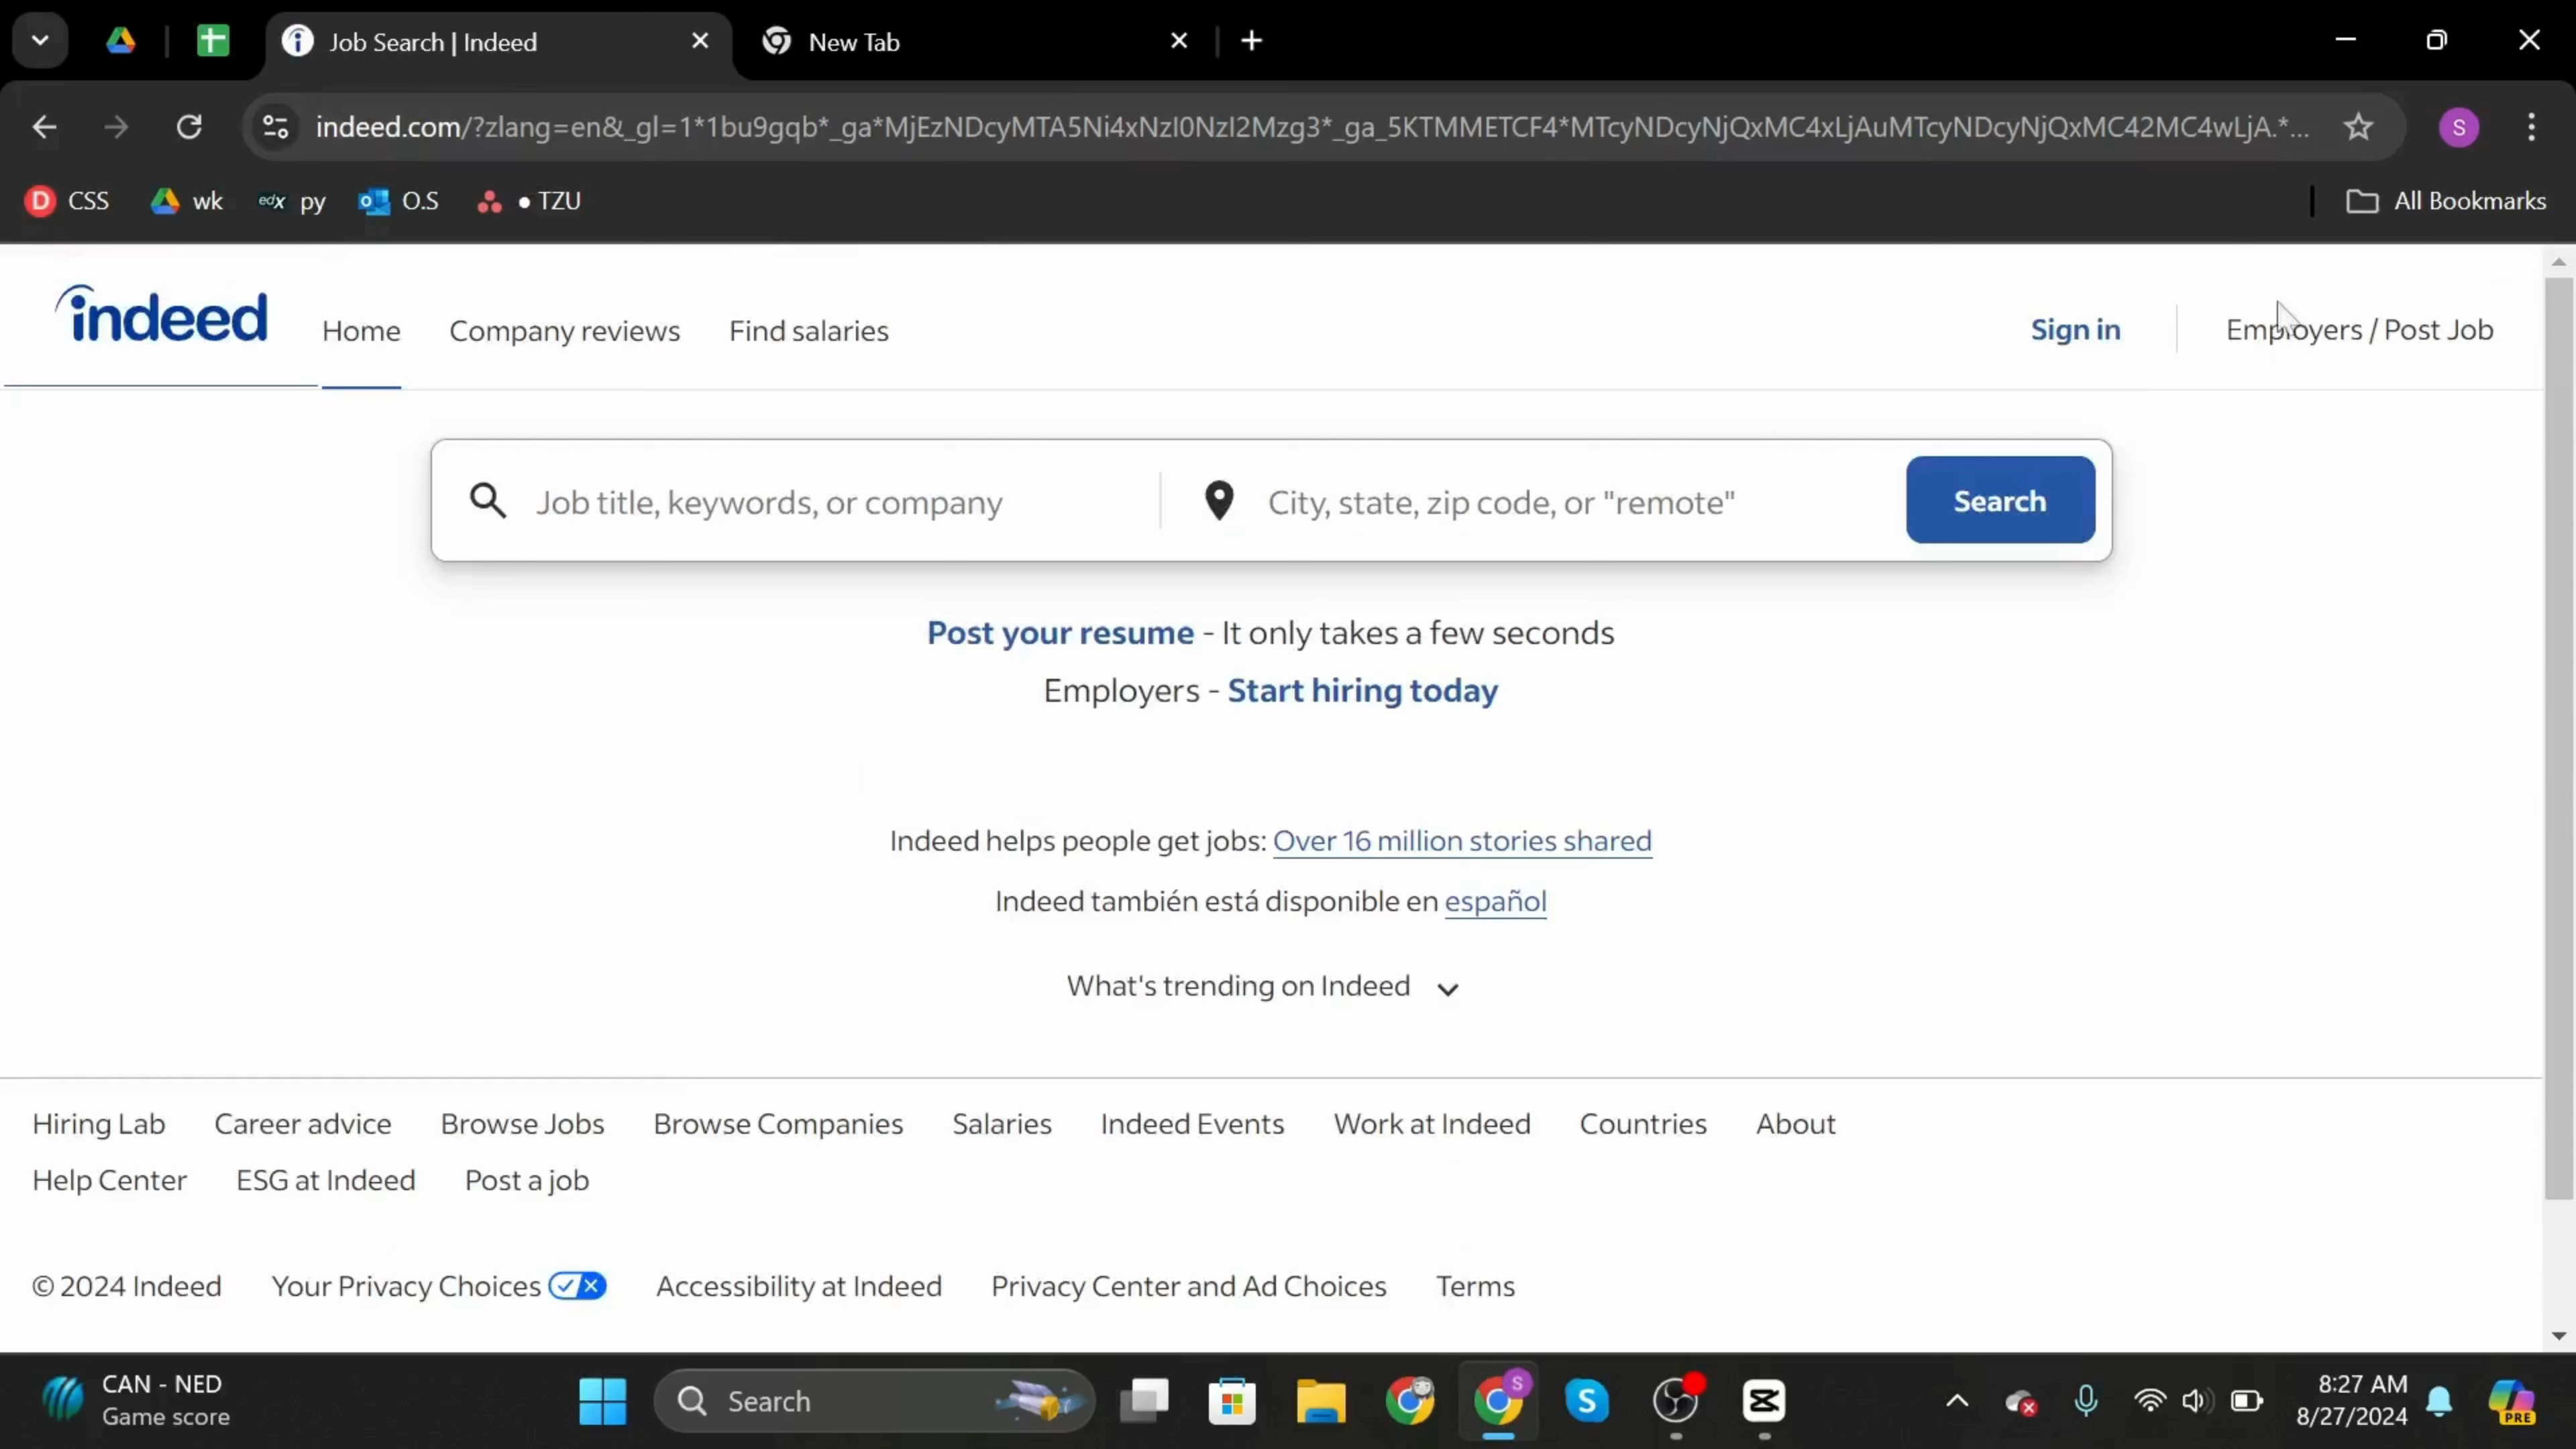 Job Search | Indeed
New Tab
indeed.com/?zlang=en&_gl=1*1bu9gqb*_ga*MjEzNDcyMTA5Ni4xNzI0NzI2Mzg3*_ga_5KTMMETCF4*MTcyNDcyNjQxMC4xLjAuMTcyNDcyNjQxMC42MC4wLjA.*...
S
D CSS wk edx py O.S • TZU All Bookmarks
indeed Home Company reviews Find salaries Sign in Employers / Post Job
Job title, keywords, or company City, state, zip code, or "remote" Search
Post your resume - It only takes a few seconds
Employers - Start hiring today
Indeed helps people get jobs: Over 16 million stories shared
Indeed también está disponible en español
What's trending on Indeed
Hiring Lab Career advice Browse Jobs Browse Companies Salaries Indeed Events Work at Indeed Countries About
Help Center ESG at Indeed Post a job
© 2024 Indeed Your Privacy Choices Accessibility at Indeed Privacy Center and Ad Choices Terms
CAN - NED
Game score
Search
S
S
8:27 AM
8/27/2024
PRE